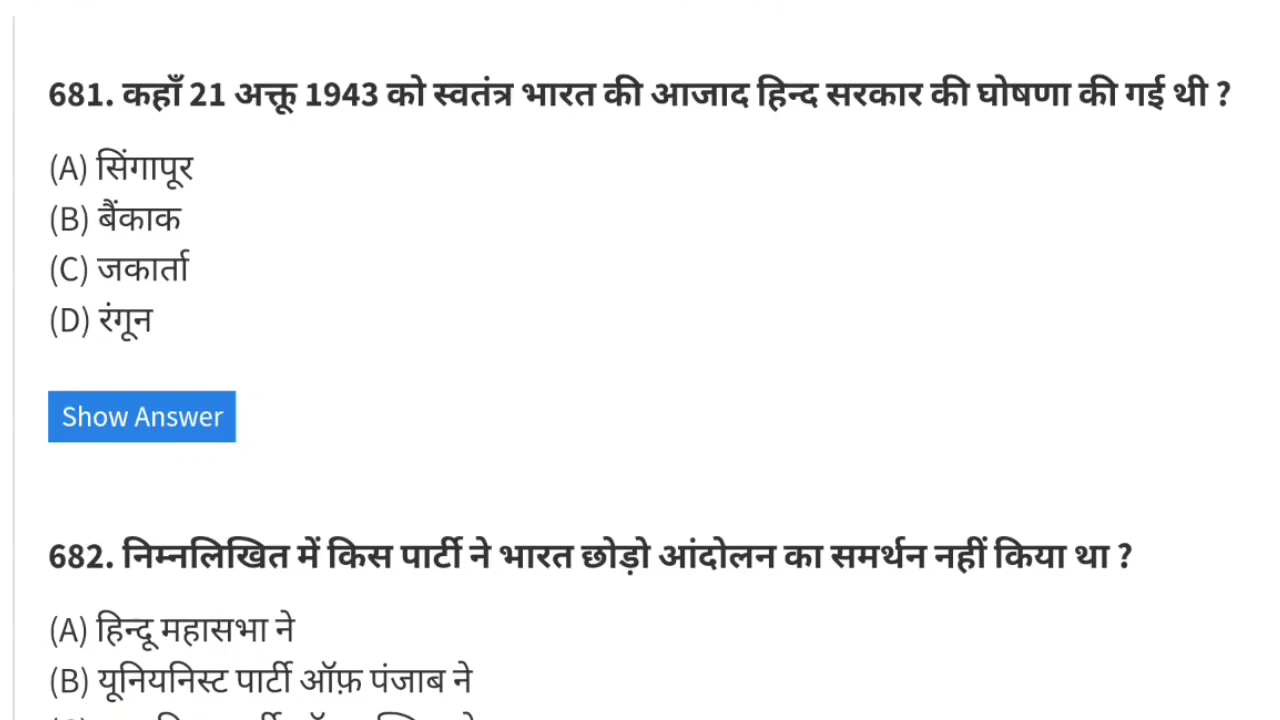 681. कहाँ 21 अक्तू 1943 को स्वतंत्र भारत की आजाद हिन्द सरकार की घोषणा की गई थी ?
(A) सिंगापूर
(B) बैंकाक
(C) जकार्ता
(D) रंगून
Show Answer
682. निम्नलिखित में किस पार्टी ने भारत छोड़ो आंदोलन का समर्थन नहीं किया था ?
(A) हिन्दू महासभा ने
(B) यूनियनिस्ट पार्टी ऑफ़ पंजाब ने